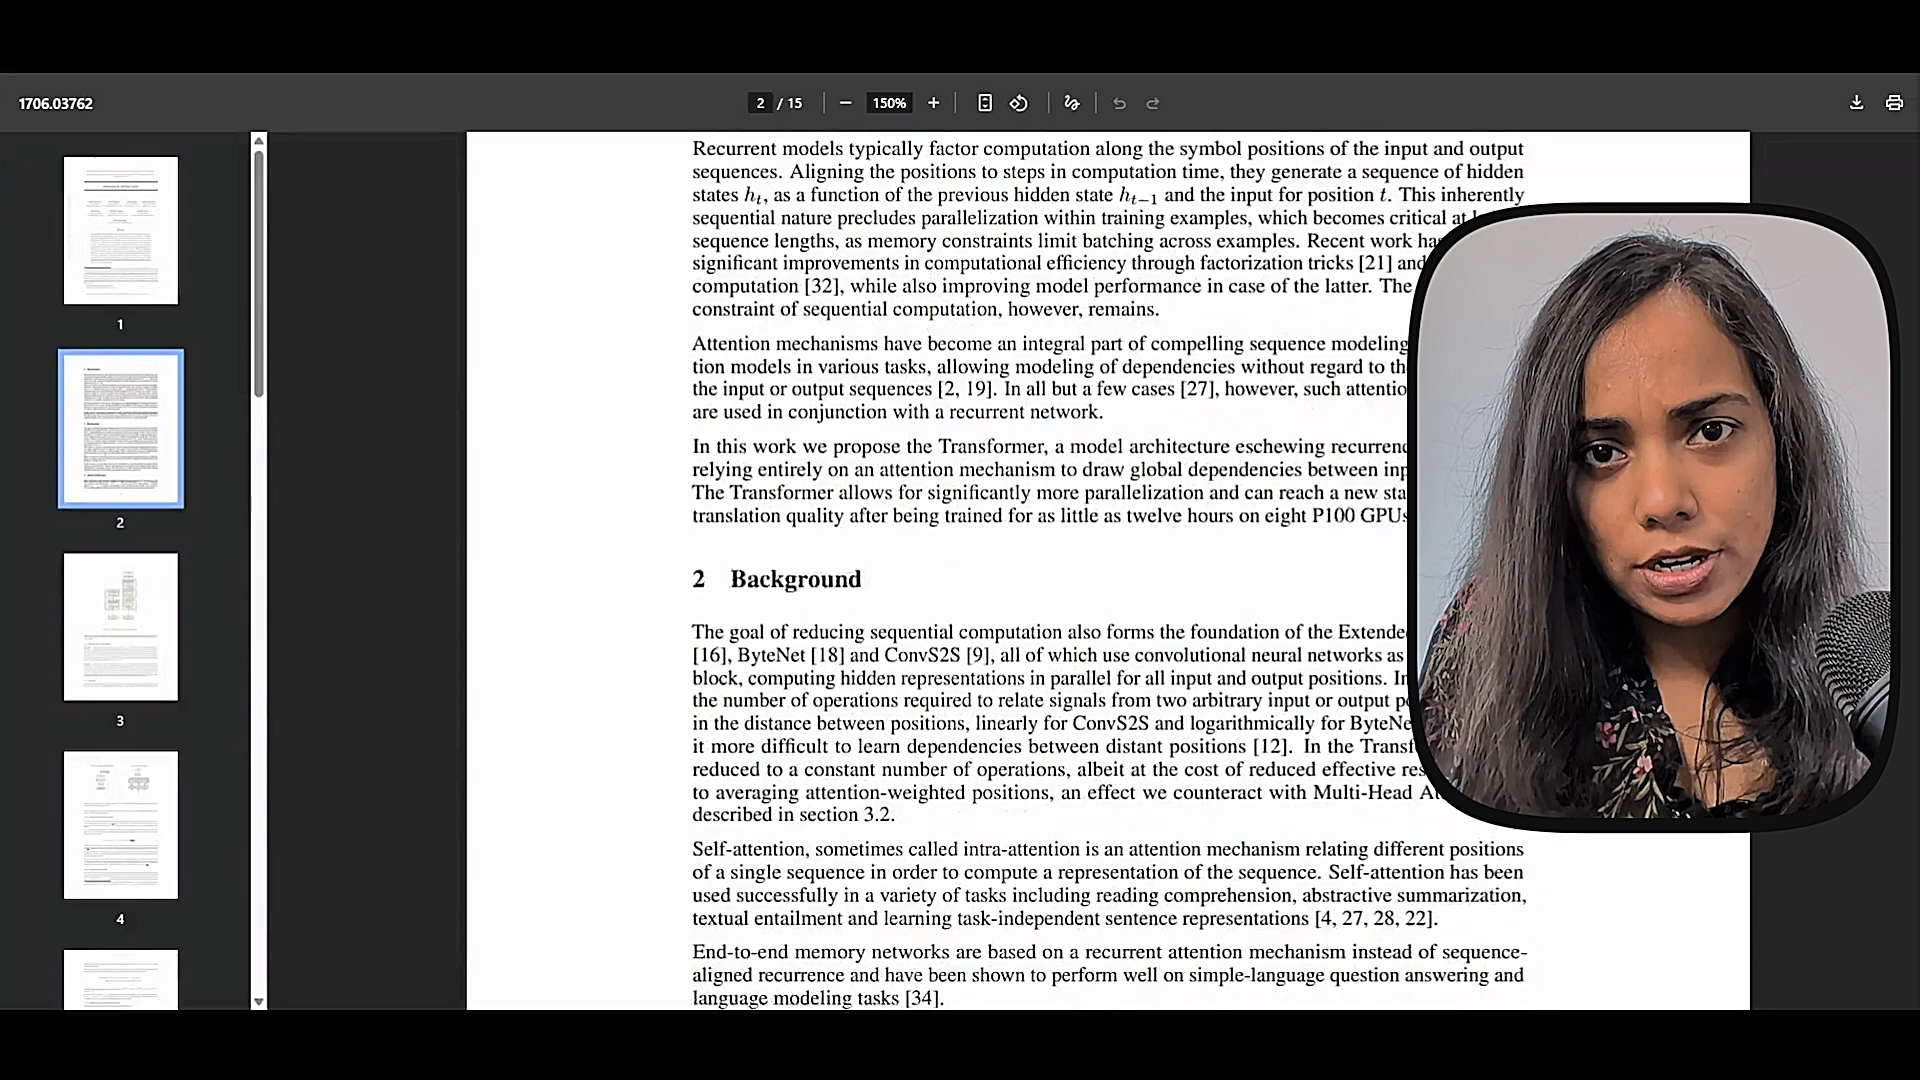 1706.03762
2 / 15
150%
1
2
3
4
Recurrent models typically factor computation along the symbol positions of the input and output
sequences. Aligning the positions to steps in computation time, they generate a sequence of hidden
states hₜ, as a function of the previous hidden state hₜ₋₁ and the input for position t. This inherently
sequential nature precludes parallelization within training examples, which becomes critical at
sequence lengths, as memory constraints limit batching across examples. Recent work
significant improvements in computational efficiency through factorization tricks [21] and
computation [32], while also improving model performance in case of the latter. The
constraint of sequential computation, however, remains.
Attention mechanisms have become an integral part of compelling sequence modeling
tion models in various tasks, allowing modeling of dependencies without regard to
the input or output sequences [2, 19]. In all but a few cases [27], however, such
are used in conjunction with a recurrent network.
In this work we propose the Transformer, a model architecture eschewing
relying entirely on an attention mechanism to draw global dependencies between
The Transformer allows for significantly more parallelization and can reach a new
translation quality after being trained for as little as twelve hours on eight P100 GPUs
2 Background
The goal of reducing sequential computation also forms the foundation of the
[16], ByteNet [18] and ConvS2S [9], all of which use convolutional neural networks as
block, computing hidden representations in parallel for all input and output positions. In
the number of operations required to relate signals from two arbitrary input or output
in the distance between positions, linearly for ConvS2S and logarithmically for
it more difficult to learn dependencies between distant positions [12]. In the
reduced to a constant number of operations, albeit at the cost of reduced effective
to averaging attention-weighted positions, an effect we counteract with Multi-Head
described in section 3.2.
Self-attention, sometimes called intra-attention is an attention mechanism relating different positions
of a single sequence in order to compute a representation of the sequence. Self-attention has been
used successfully in a variety of tasks including reading comprehension, abstractive summarization,
textual entailment and learning task-independent sentence representations [4, 27, 28, 22].
End-to-end memory networks are based on a recurrent attention mechanism instead of sequence-
aligned recurrence and have been shown to perform well on simple-language question answering and
language modeling tasks [34].